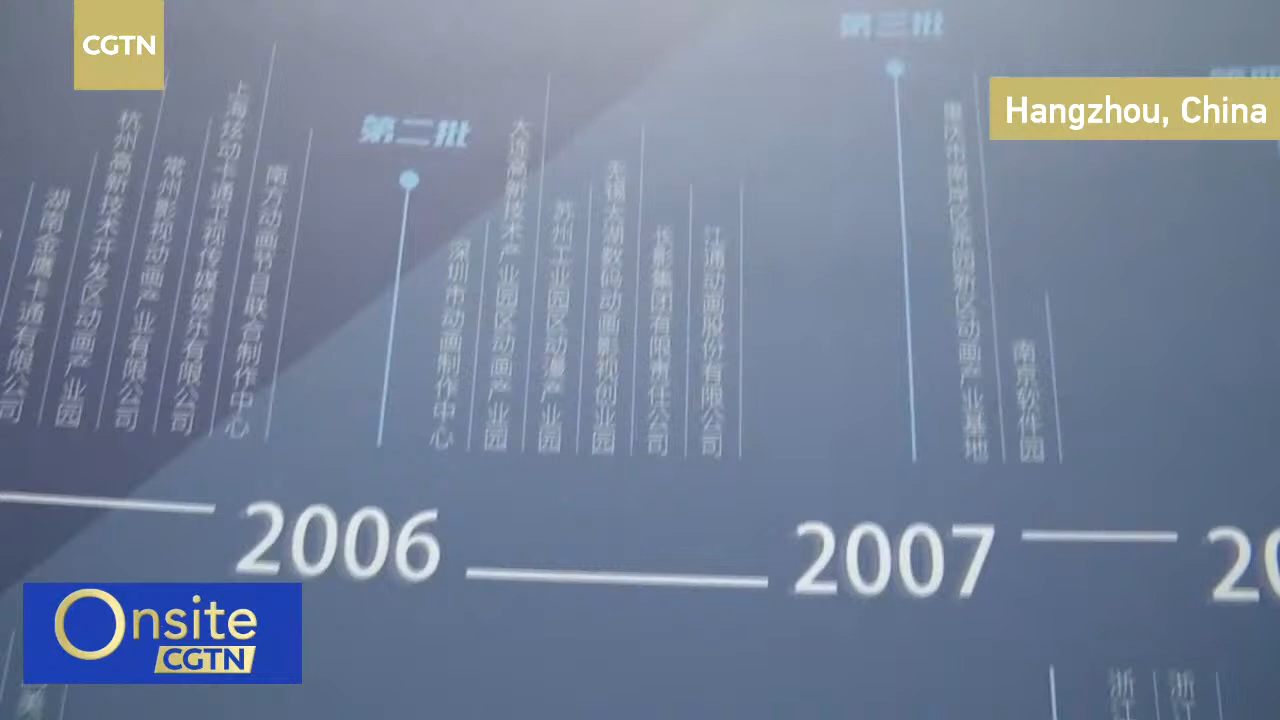 CGTN
Hangzhou, China
第三批
第二批
湖南金鹰卡通有限公司
杭州高新技术开发区动画产业园
常州影视动画产业有限公司
上海炫动卡通卫视传媒娱乐有限公司
南方动画节目联合制作中心
深圳市动画制作中心
大连高新技术产业园区动画产业园
苏州工业园区动漫产业园
无锡太湖数码动画影视创业园
长影集团有限责任公司
江通动画股份有限公司
重庆市南岸区茶园新区动画产业基地
南京软件园
2006
2007
Onsite
CGTN